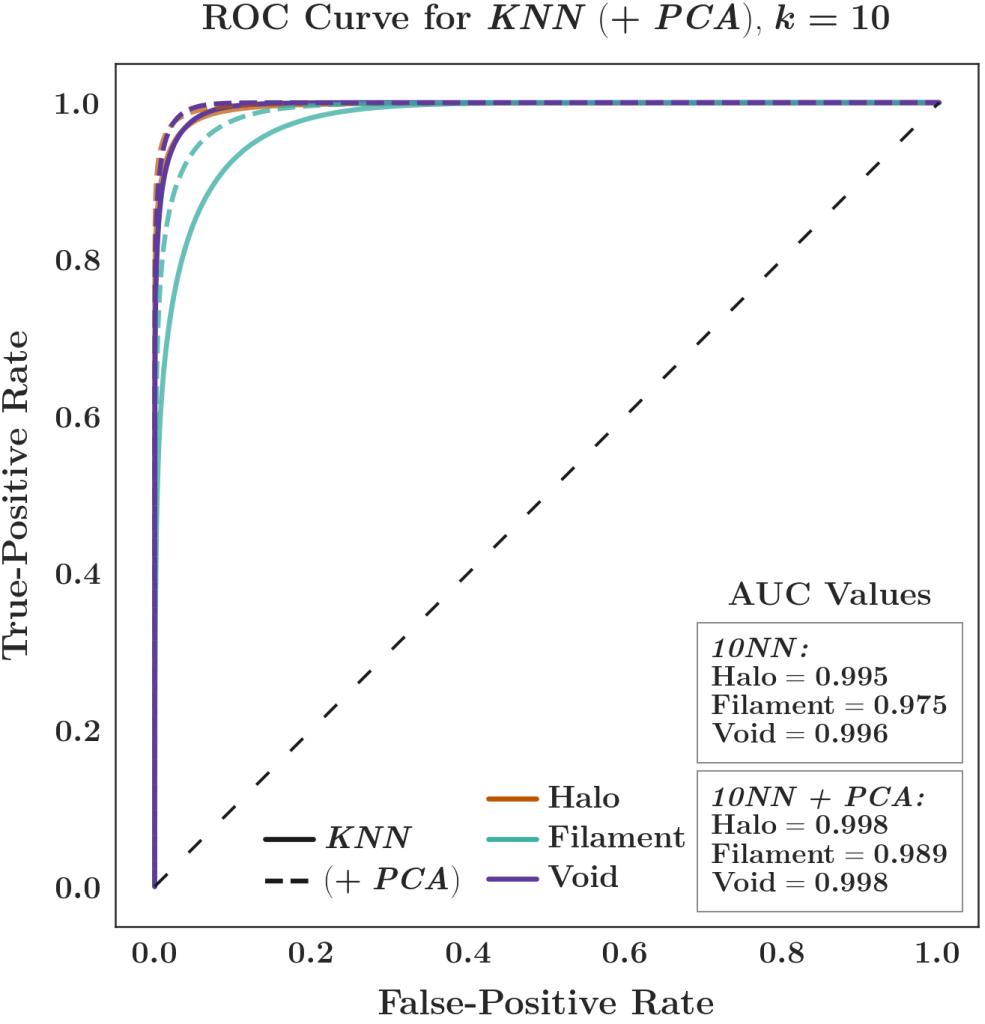 ROC Curve for KNN (+ PCA), k = 10
True-Positive Rate
1.0
0.8
0.6
0.4
0.2
0.0
AUC Values
10NN:
Halo = 0.995
Filament = 0.975
Void = 0.996
10NN + PCA:
Halo = 0.998
Filament = 0.989
Void = 0.998
KNN
(+ PCA)
Halo
Filament
Void
0.0 0.2 0.4 0.6 0.8 1.0
False-Positive Rate